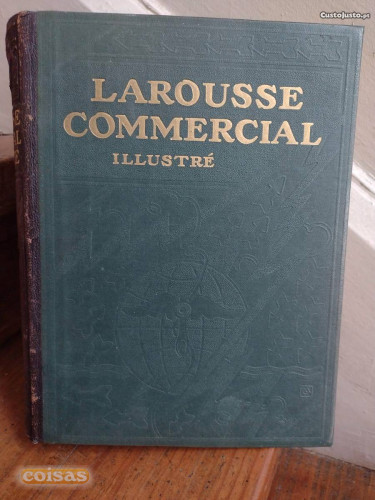 CustoJusto.pt
LAROUSSE
COMMERCIAL
ILLUSTRÉ
coisas